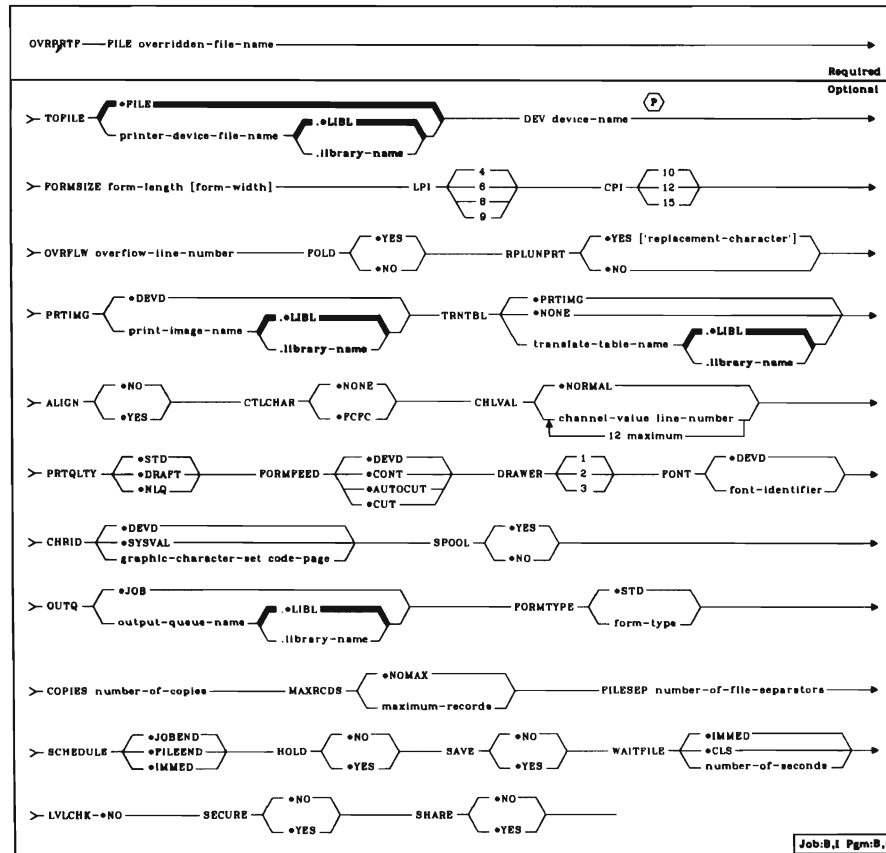 OVRPRTF FILE overridden-file-name
Required
Optional
•FILE
TOFILE printer-device-file-name .•LIBL .library-name DEV device-name P
FORMSIZE form-length [form-width] LPI 4 6 8 9 CPI 10 12 15
OVRFLW overflow-line-number FOLD •YES •NO RPLUNPRT •YES ['replacement-character'] •NO
PRTIMG •DEVD print-image-name .•LIBL .library-name TRNTBL •PRTIMG •NONE translate-table-name .•LIBL .library-name
ALIGN •NO •YES CTLCHAR •NONE •FCFC CHLVAL •NORMAL channel-value line-number 12 maximum
PRTQLTY •STD •DRAFT •NLQ FORMFEED •DEVD •CONT •AUTOCUT •CUT DRAWER 1 2 3 FONT •DEVD font-identifier
CHRID •DEVD •SYSVAL graphic-character-set code-page SPOOL •YES •NO
OUTQ •JOB output-queue-name .•LIBL .library-name FORMTYPE •STD form-type
COPIES number-of-copies MAXRCDS •NOMAX maximum-records FILESEP number-of-file-separators
SCHEDULE •JOBEND •FILEEND •IMMED HOLD •NO •YES SAVE •NO •YES WAITFILE •IMMED •CLS number-of-seconds
LVLCHK-•NO SECURE •NO •YES SHARE •NO •YES
Job:B,I Pgm:B,